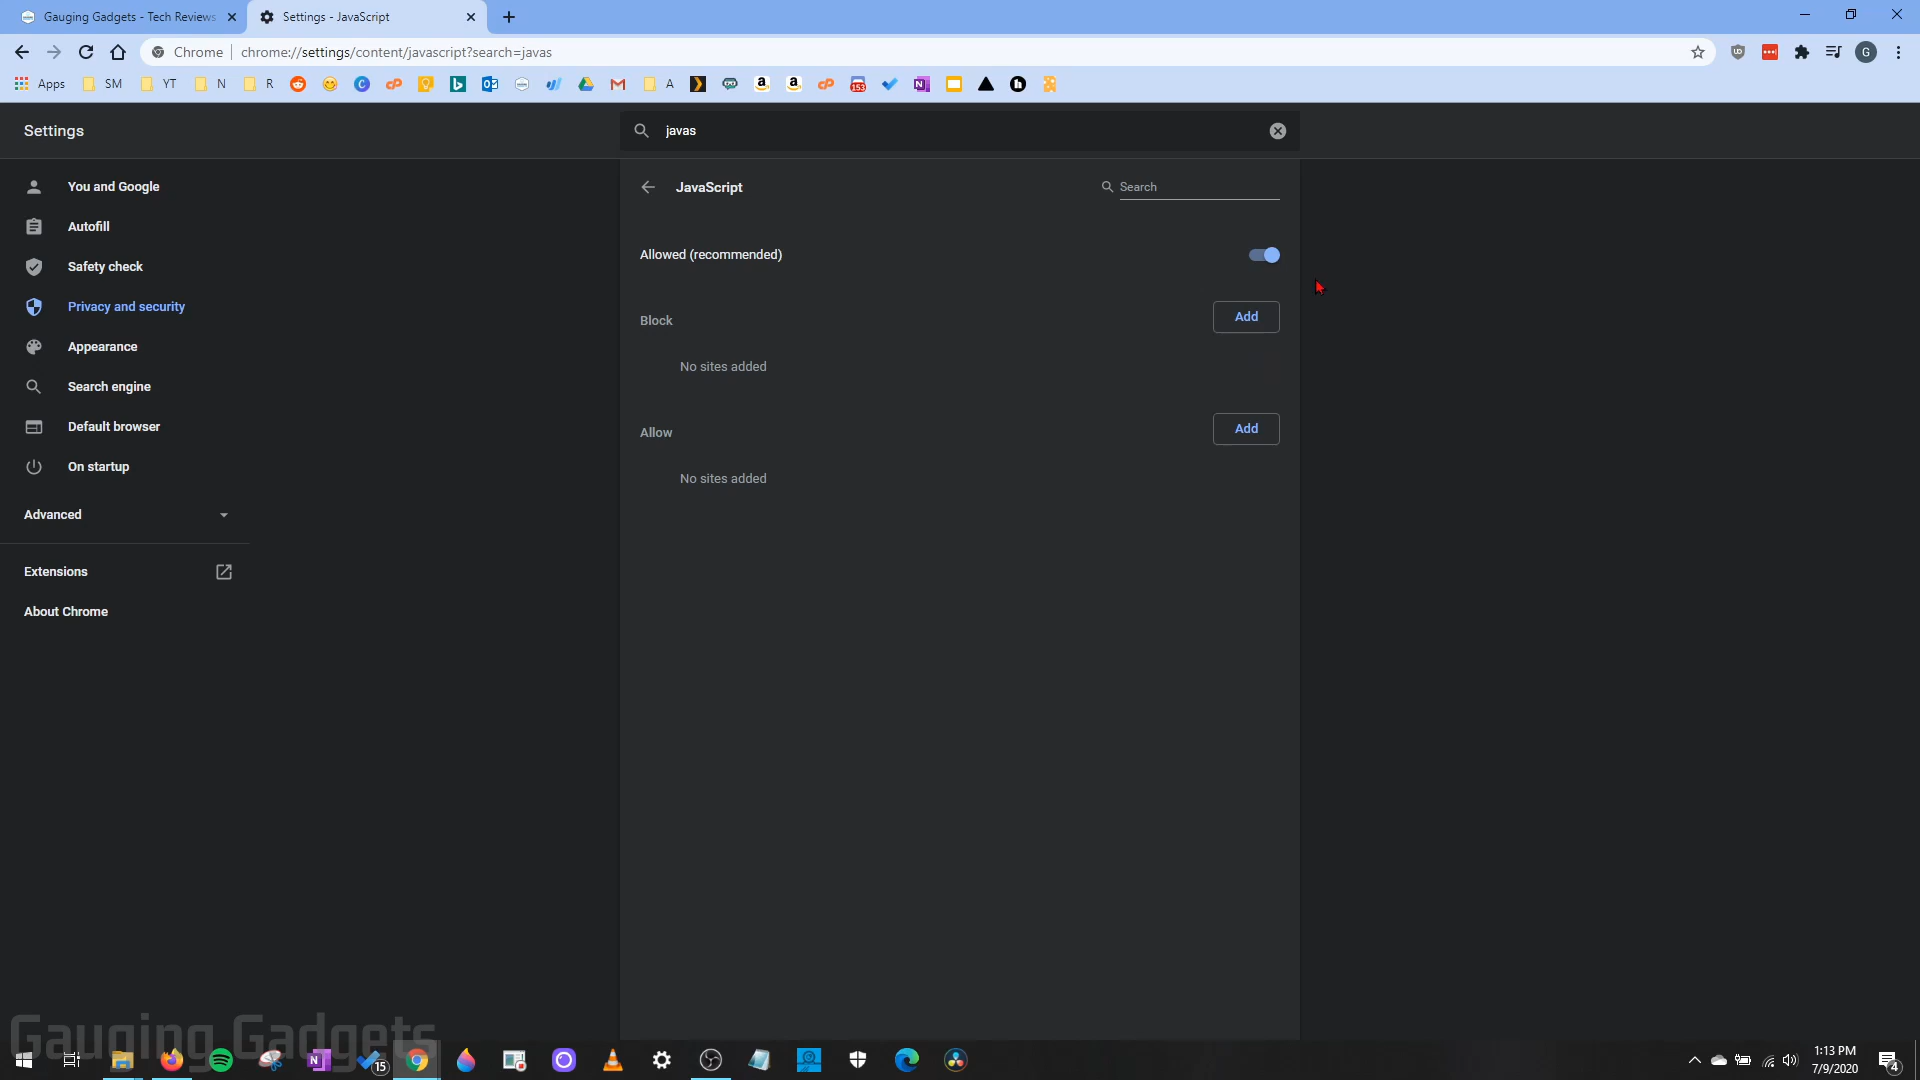 Gauging Gadgets - Tech Reviews
Settings - JavaScript
Chrome
chrome://settings/content/javascript?search=javas
Apps
SM
YT
N
R
A
153
G
Settings
javas
You and Google
Autofill
Safety check
Privacy and security
Appearance
Search engine
Default browser
On startup
Advanced
Extensions
About Chrome
JavaScript
Search
Allowed (recommended)
Block
Add
No sites added
Allow
Add
No sites added
Gauging Gadgets
15
1:13 PM
7/9/2020
4